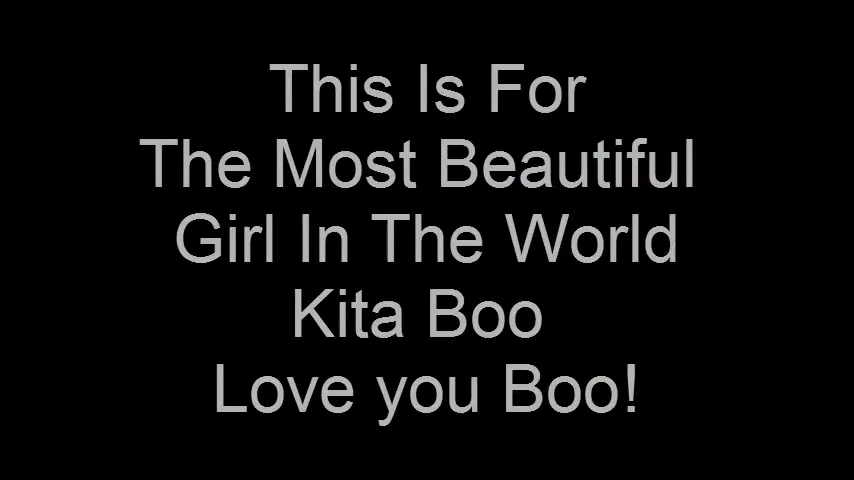 This Is For
The Most Beautiful
Girl In The World
Kita Boo
Love you Boo!